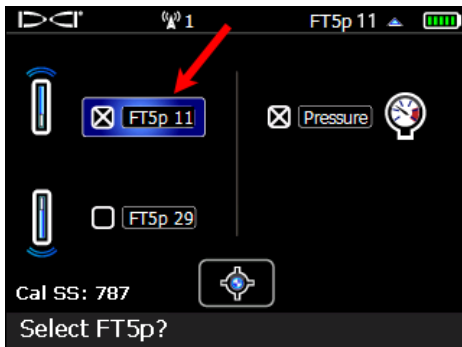 DCI 1 FT5p 11
FT5p 11 Pressure
FT5p 29
Cal SS: 787
Select FT5p?